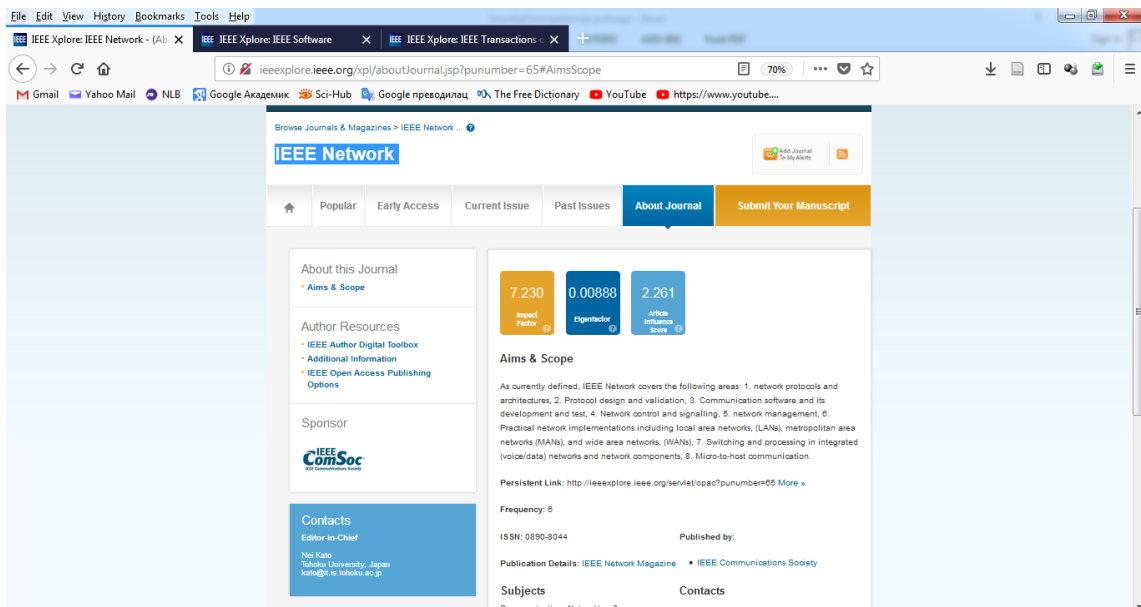 File Edit View History Bookmarks Tools Help
IEEE Xplore: IEEE Network - (Ab
IEEE Xplore: IEEE Software
IEEE Xplore: IEEE Transactions o
ieeexplore.ieee.org/xpl/aboutJournal.jsp?punumber=65#AimsScope
70%
Gmail Yahoo Mail NLB Google Академик Sci-Hub Google преводилац The Free Dictionary YouTube https://www.youtube....
Browse Journals & Magazines > IEEE Network ...
IEEE Network
Add Journal
To My Alerts
Popular Early Access Current Issue Past Issues About Journal Submit Your Manuscript
About this Journal
Aims & Scope
Author Resources
IEEE Author Digital Toolbox
Additional Information
IEEE Open Access Publishing
Options
Sponsor
IEEE
ComSoc
IEEE Communications Society
Contacts
Editor-in-Chief
Nei Kato
Tohoku University, Japan
kato@it.is.tohoku.ac.jp
7.230
Impact
Factor
0.00888
Eigenfactor
2.261
Article
Influence
Score
Aims & Scope
As currently defined, IEEE Network covers the following areas: 1. network protocols and
architectures, 2. Protocol design and validation, 3. Communication software and its
development and test, 4. Network control and signalling, 5. network management, 6.
Practical network implementations including local area networks, (LANs), metropolitan area
networks (MANs), and wide area networks, (WANs), 7. Switching and processing in integrated
(voice/data) networks and network components, 8. Micro-to-host communication.
Persistent Link: http://ieeexplore.ieee.org/servlet/opac?punumber=65 More »
Frequency: 6
ISSN: 0890-8044
Published by:
Publication Details: IEEE Network Magazine
• IEEE Communications Society
Subjects
Contacts